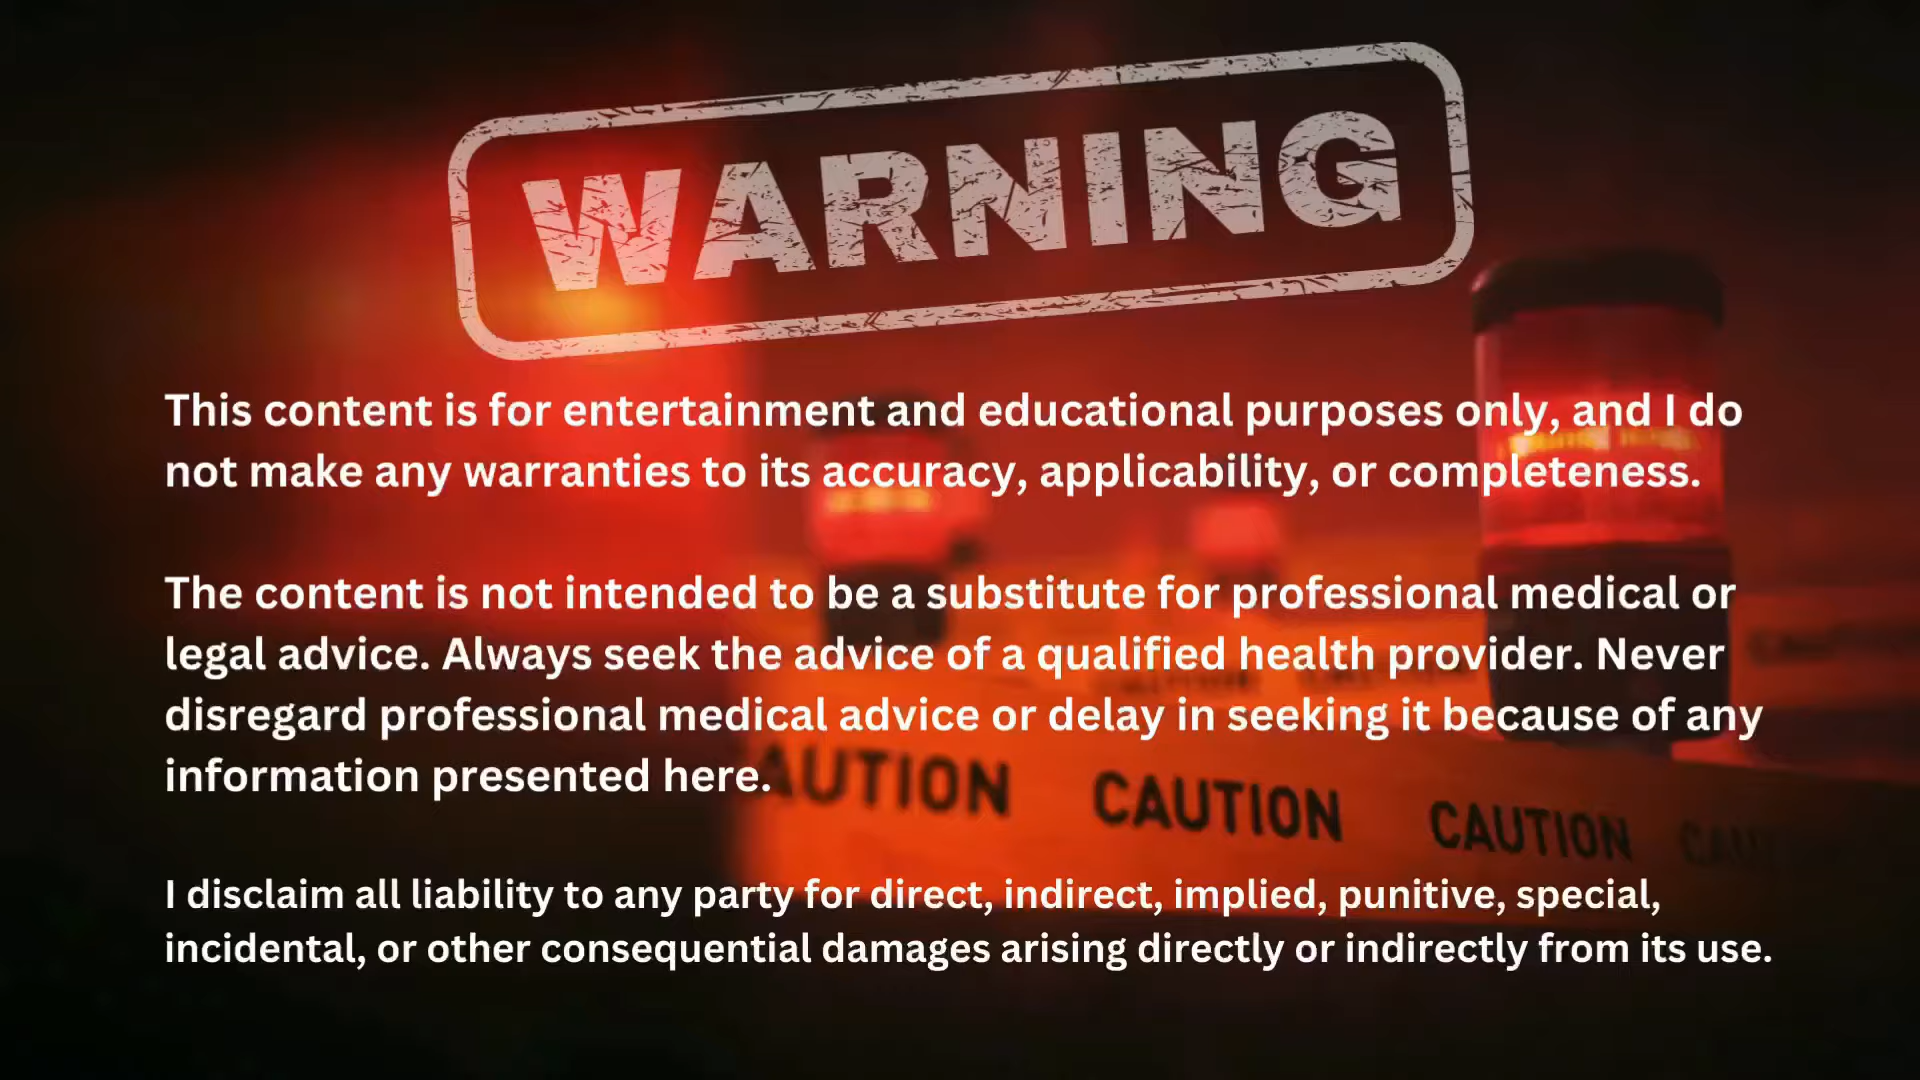 WARNING
This content is for entertainment and educational purposes only, and I do
not make any warranties to its accuracy, applicability, or completeness.
The content is not intended to be a substitute for professional medical or
legal advice. Always seek the advice of a qualified health provider. Never
disregard professional medical advice or delay in seeking it because of any
information presented here.
AUTION CAUTION CAUTION CAU
I disclaim all liability to any party for direct, indirect, implied, punitive, special,
incidental, or other consequential damages arising directly or indirectly from its use.